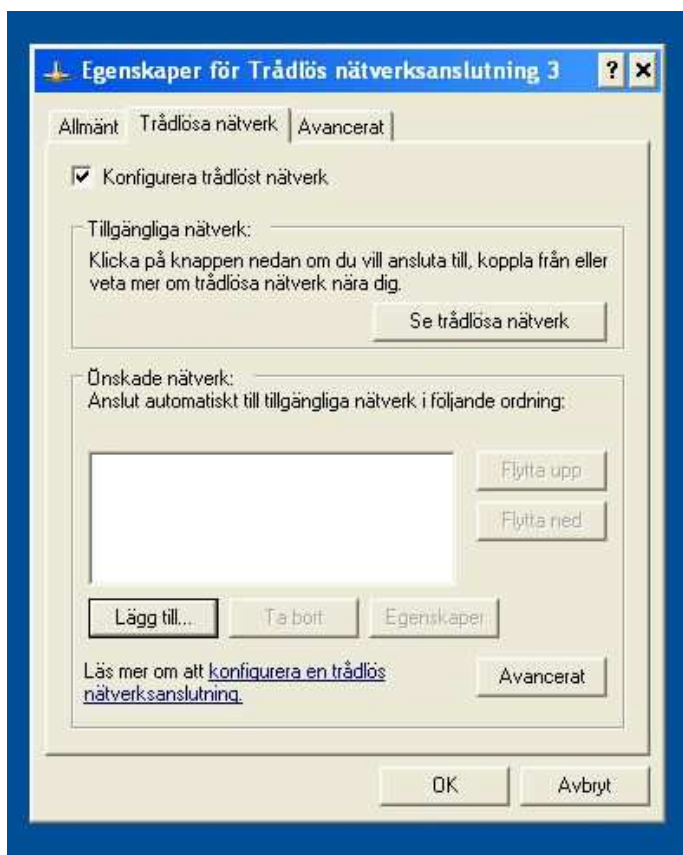 Egenskaper för Trådlös nätverksanslutning 3
Allmänt Trådlösa nätverk Avancerat
Konfigurera trådlöst nätverk
Tillgängliga nätverk:
Klicka på knappen nedan om du vill ansluta till, koppla från eller
veta mer om trådlösa nätverk nära dig.
Se trådlösa nätverk
Önskade nätverk:
Anslut automatiskt till tillgängliga nätverk i följande ordning:
Flytta upp
Flytta ned
Lägg till... Ta bort Egenskaper
Läs mer om att konfigurera en trådlös
nätverksanslutning.
Avancerat
OK Avbryt